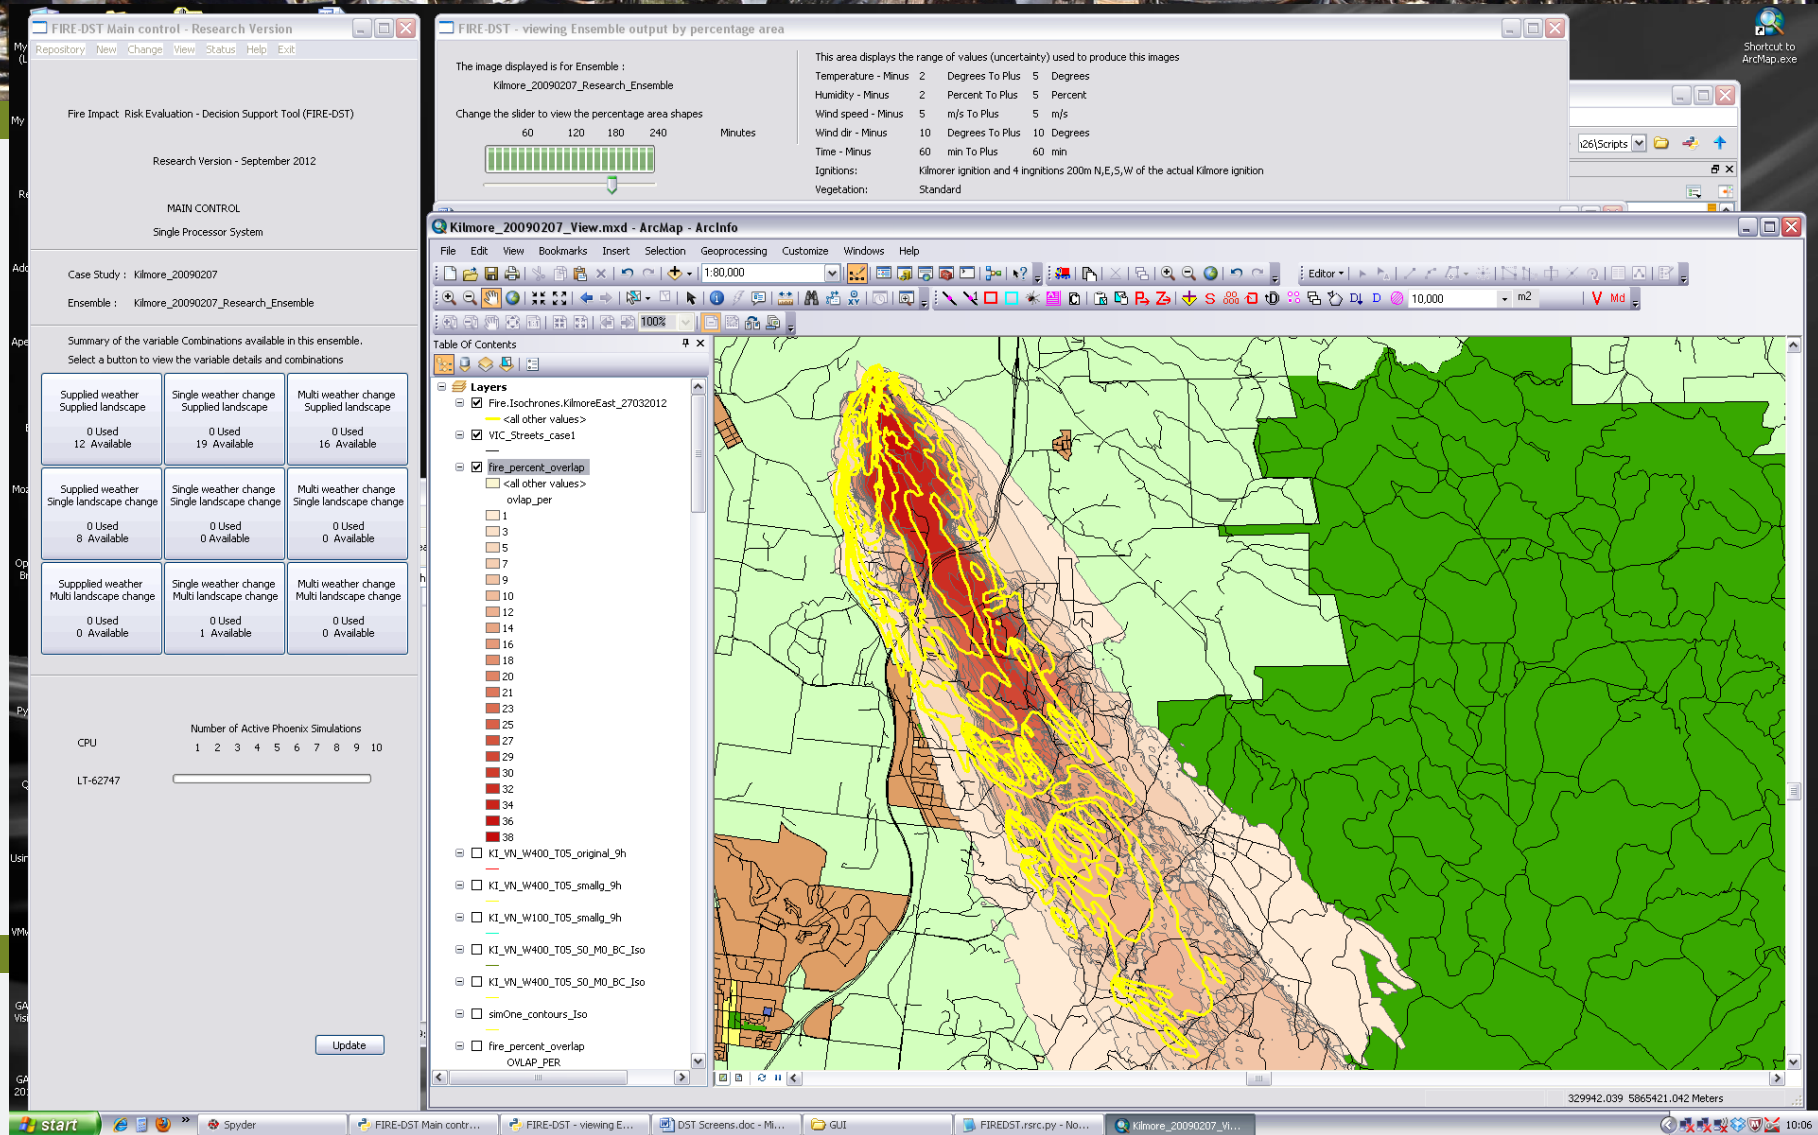 FIRE-DST Main control - Research Version
Repository New Change View Status Help Exit
Fire Impact Risk Evaluation - Decision Support Tool (FIRE-DST)
Research Version - September 2012
MAIN CONTROL
Single Processor System
Case Study : Kilmore_20090207
Ensemble : Kilmore_20090207_Research_Ensemble
Summary of the variable Combinations available in this ensemble.
Select a button to view the variable details and combinations
Supplied weather
Supplied landscape
0 Used
12 Available
Single weather change
Supplied landscape
0 Used
19 Available
Multi weather change
Supplied landscape
0 Used
16 Available
Supplied weather
Single landscape change
0 Used
8 Available
Single weather change
Single landscape change
0 Used
0 Available
Multi weather change
Single landscape change
0 Used
0 Available
Suppplied weather
Multi landscape change
0 Used
0 Available
Single weather change
Multi landscape change
0 Used
1 Available
Multi weather change
Multi landscape change
0 Used
0 Available
Number of Active Phoenix Simulations
CPU
1 2 3 4 5 6 7 8 9 10
LT-62747
Update
FIRE-DST - viewing Ensemble output by percentage area
The image displayed is for Ensemble :
Kilmore_20090207_Research_Ensemble
Change the slider to view the percentage area shapes
60 120 180 240 Minutes
This area displays the range of values (uncertainty) used to produce this images
Temperature - Minus 2 Degrees To Plus 5 Degrees
Humidity - Minus 2 Percent To Plus 5 Percent
Wind speed - Minus 5 m/s To Plus 5 m/s
Wind dir - Minus 10 Degrees To Plus 10 Degrees
Time - Minus 60 min To Plus 60 min
Ignitions: Kilmorer ignition and 4 ingnitions 200m N,E,S,W of the actual Kilmore ignition
Vegetation: Standard
Shortcut to
ArcMap.exe
26\Scripts
Kilmore_20090207_View.mxd - ArcMap - ArcInfo
File Edit View Bookmarks Insert Selection Geoprocessing Customize Windows Help
1:80,000
Editor
10,000 m2
Md
100%
Table Of Contents
Layers
Fire.Isochrones.KilmoreEast_27032012
<all other values>
VIC_Streets_case1
fire_percent_overlap
<all other values>
ovlap_per
1
3
5
7
9
10
12
14
16
18
20
21
23
25
27
29
30
32
34
36
38
KI_VN_W400_T05_original_9h
KI_VN_W400_T05_smallg_9h
KI_VN_W100_T05_smallg_9h
KI_VN_W400_T05_S0_M0_BC_Iso
KI_VN_W400_T05_S0_M0_BC_Iso
simOne_contours_Iso
fire_percent_overlap
OVLAP_PER
329942.039 5865421.042 Meters
start
Spyder
FIRE-DST Main contr...
FIRE-DST - viewing E...
DST Screens.doc - Mi...
GUI
FIREDST.rsrc.py - No...
Kilmore_20090207_Vi...
10:06